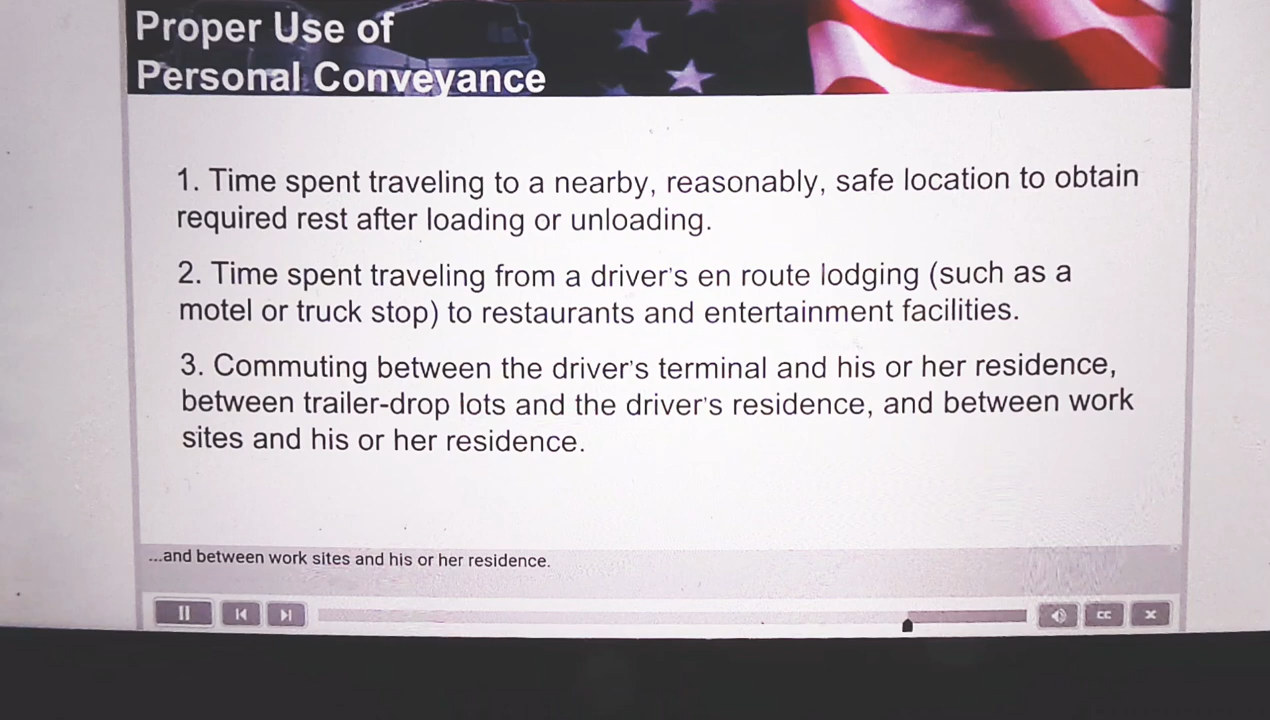 Proper Use of
Personal Conveyance
1. Time spent traveling to a nearby, reasonably, safe location to obtain
required rest after loading or unloading.
2. Time spent traveling from a driver's en route lodging (such as a
motel or truck stop) to restaurants and entertainment facilities.
3. Commuting between the driver's terminal and his or her residence,
between trailer-drop lots and the driver's residence, and between work
sites and his or her residence.
...and between work sites and his or her residence.
CC